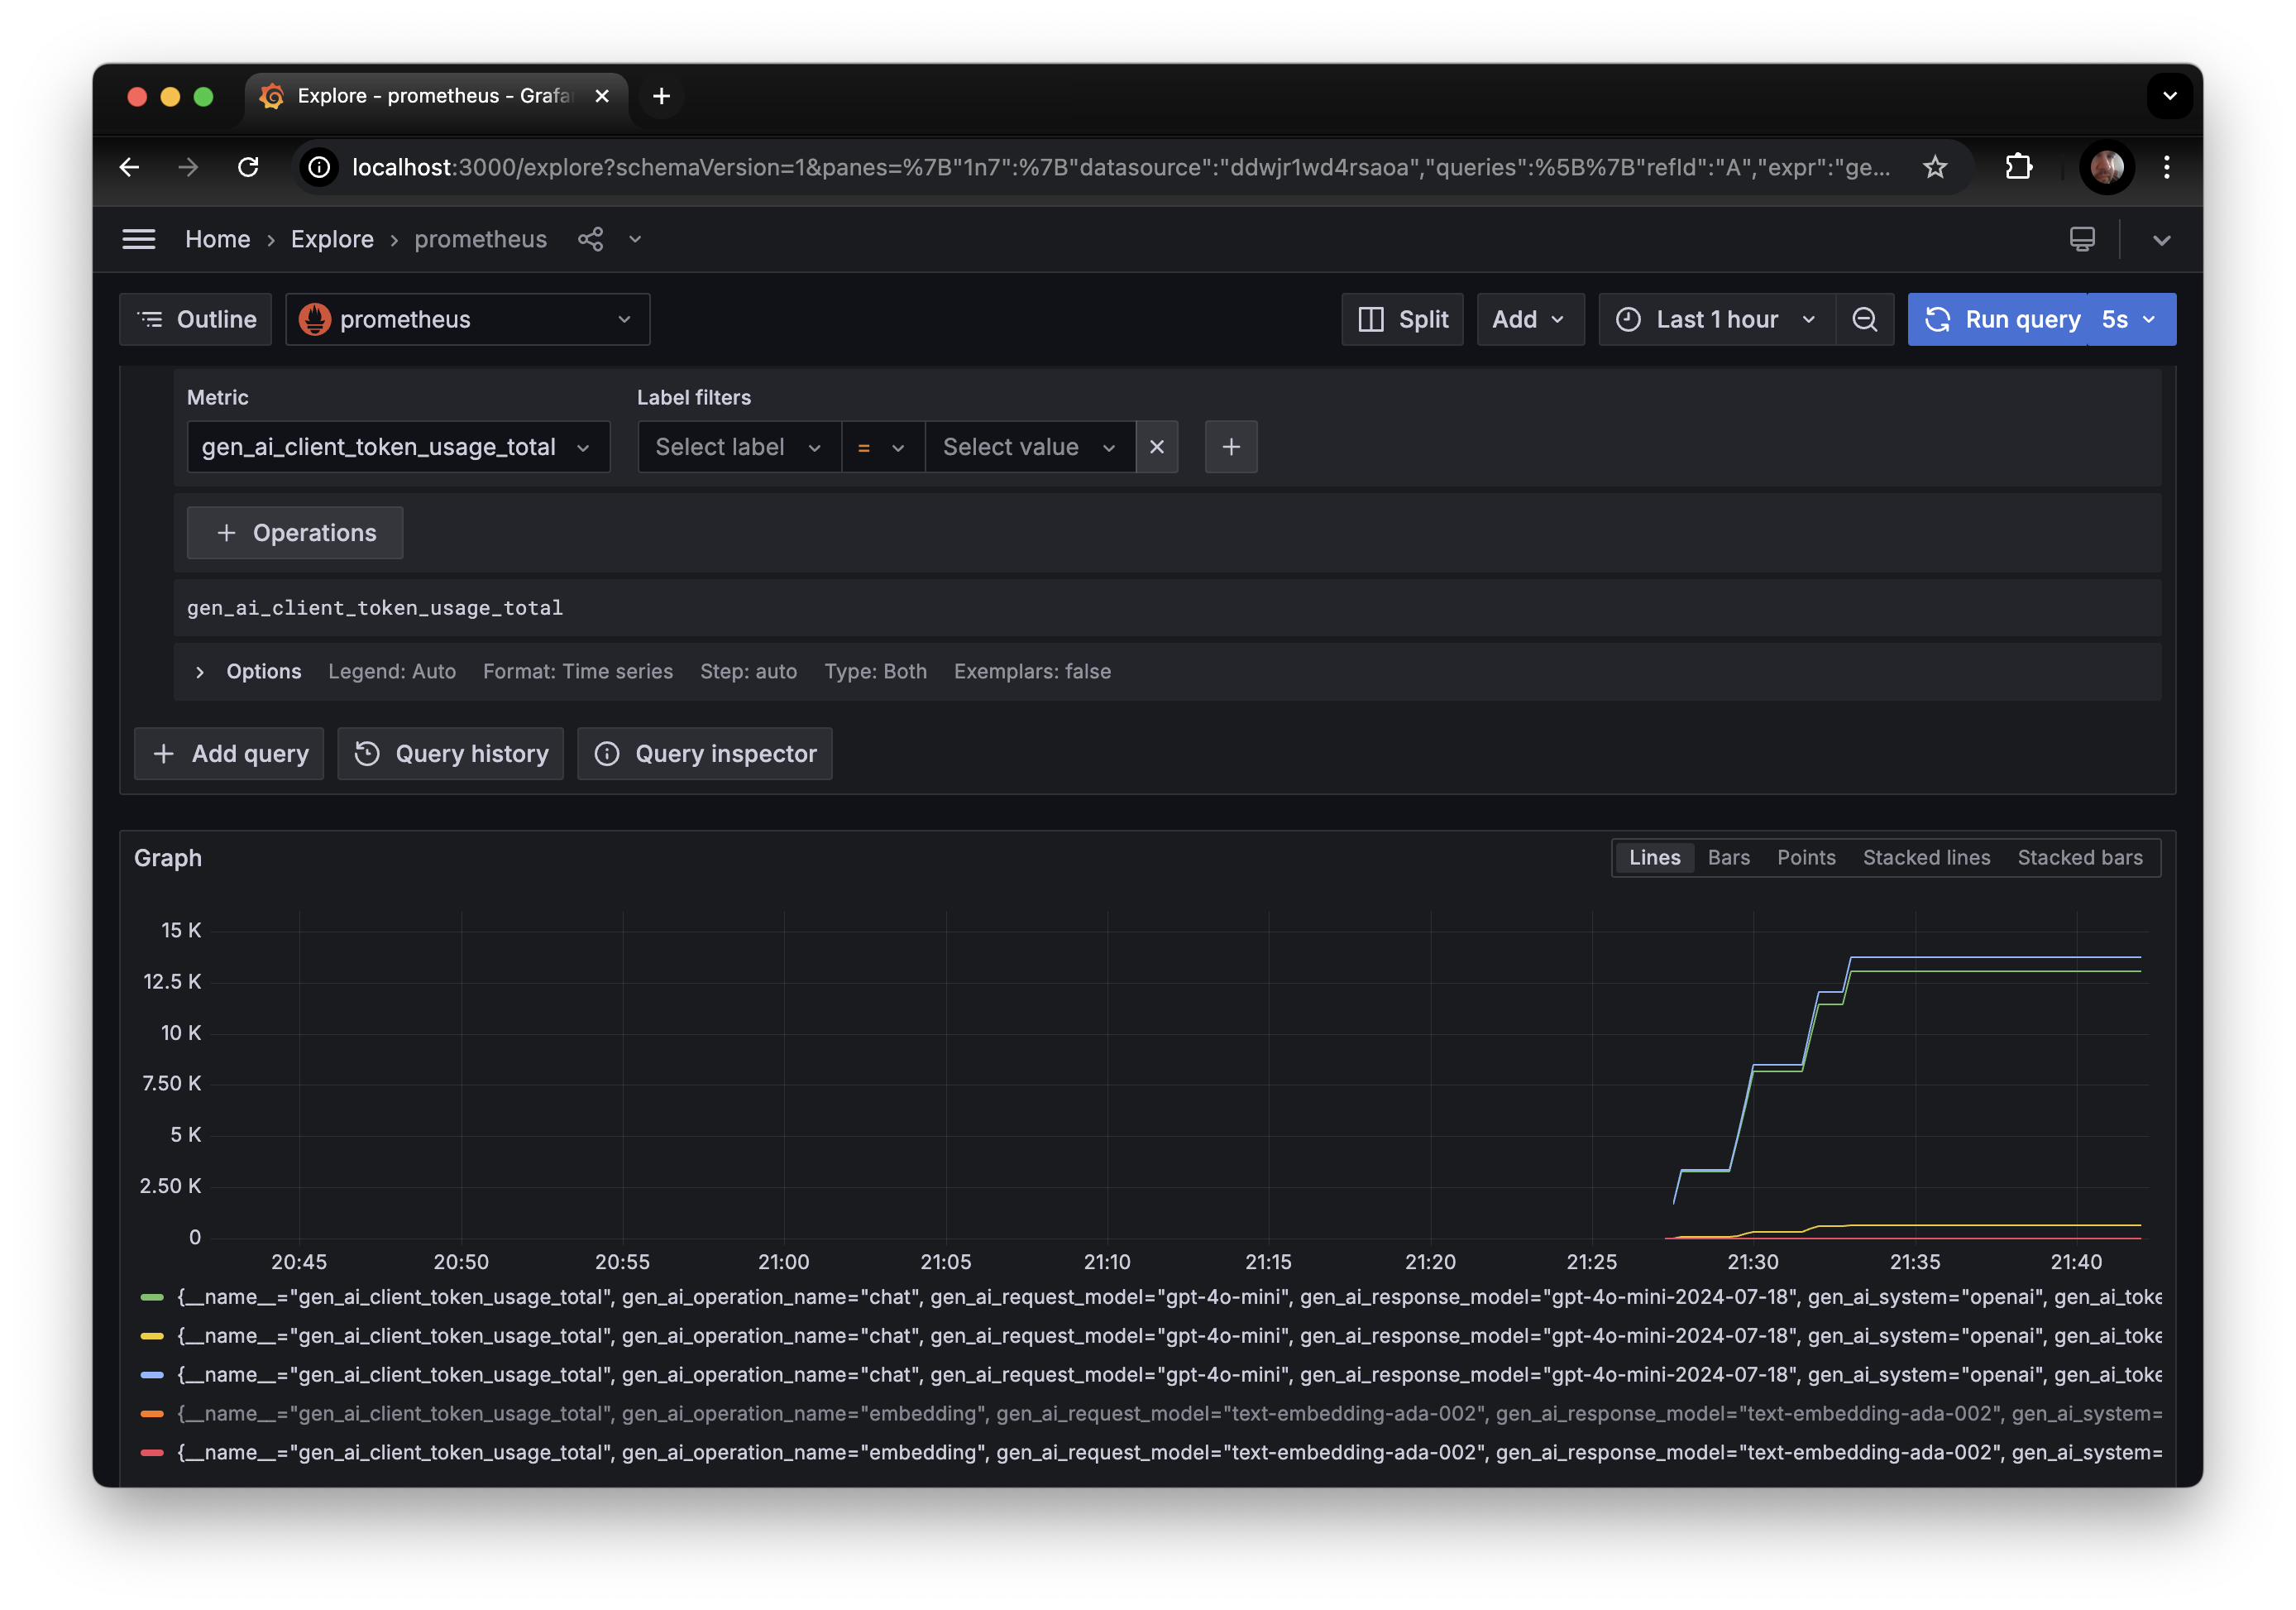 Explore - prometheus - Grafa
localhost:3000/explore?schemaVersion=1&panes=%7B"1n7":%7B"datasource":"ddwjr1wd4rsaoa","queries":%5B%7B"refId":"A","expr":"ge...
Home › Explore › prometheus
Outline prometheus Split Add Last 1 hour Run query 5s
Metric Label filters
gen_ai_client_token_usage_total Select label = Select value
+ Operations
gen_ai_client_token_usage_total
Options Legend: Auto Format: Time series Step: auto Type: Both Exemplars: false
+ Add query Query history Query inspector
Graph Lines Bars Points Stacked lines Stacked bars
15 K
12.5 K
10 K
7.50 K
5 K
2.50 K
0
20:45 20:50 20:55 21:00 21:05 21:10 21:15 21:20 21:25 21:30 21:35 21:40
{__name__="gen_ai_client_token_usage_total", gen_ai_operation_name="chat", gen_ai_request_model="gpt-4o-mini", gen_ai_response_model="gpt-4o-mini-2024-07-18", gen_ai_system="openai", gen_ai_toke
{__name__="gen_ai_client_token_usage_total", gen_ai_operation_name="chat", gen_ai_request_model="gpt-4o-mini", gen_ai_response_model="gpt-4o-mini-2024-07-18", gen_ai_system="openai", gen_ai_toke
{__name__="gen_ai_client_token_usage_total", gen_ai_operation_name="chat", gen_ai_request_model="gpt-4o-mini", gen_ai_response_model="gpt-4o-mini-2024-07-18", gen_ai_system="openai", gen_ai_toke
{__name__="gen_ai_client_token_usage_total", gen_ai_operation_name="embedding", gen_ai_request_model="text-embedding-ada-002", gen_ai_response_model="text-embedding-ada-002", gen_ai_system=
{__name__="gen_ai_client_token_usage_total", gen_ai_operation_name="embedding", gen_ai_request_model="text-embedding-ada-002", gen_ai_response_model="text-embedding-ada-002", gen_ai_system=